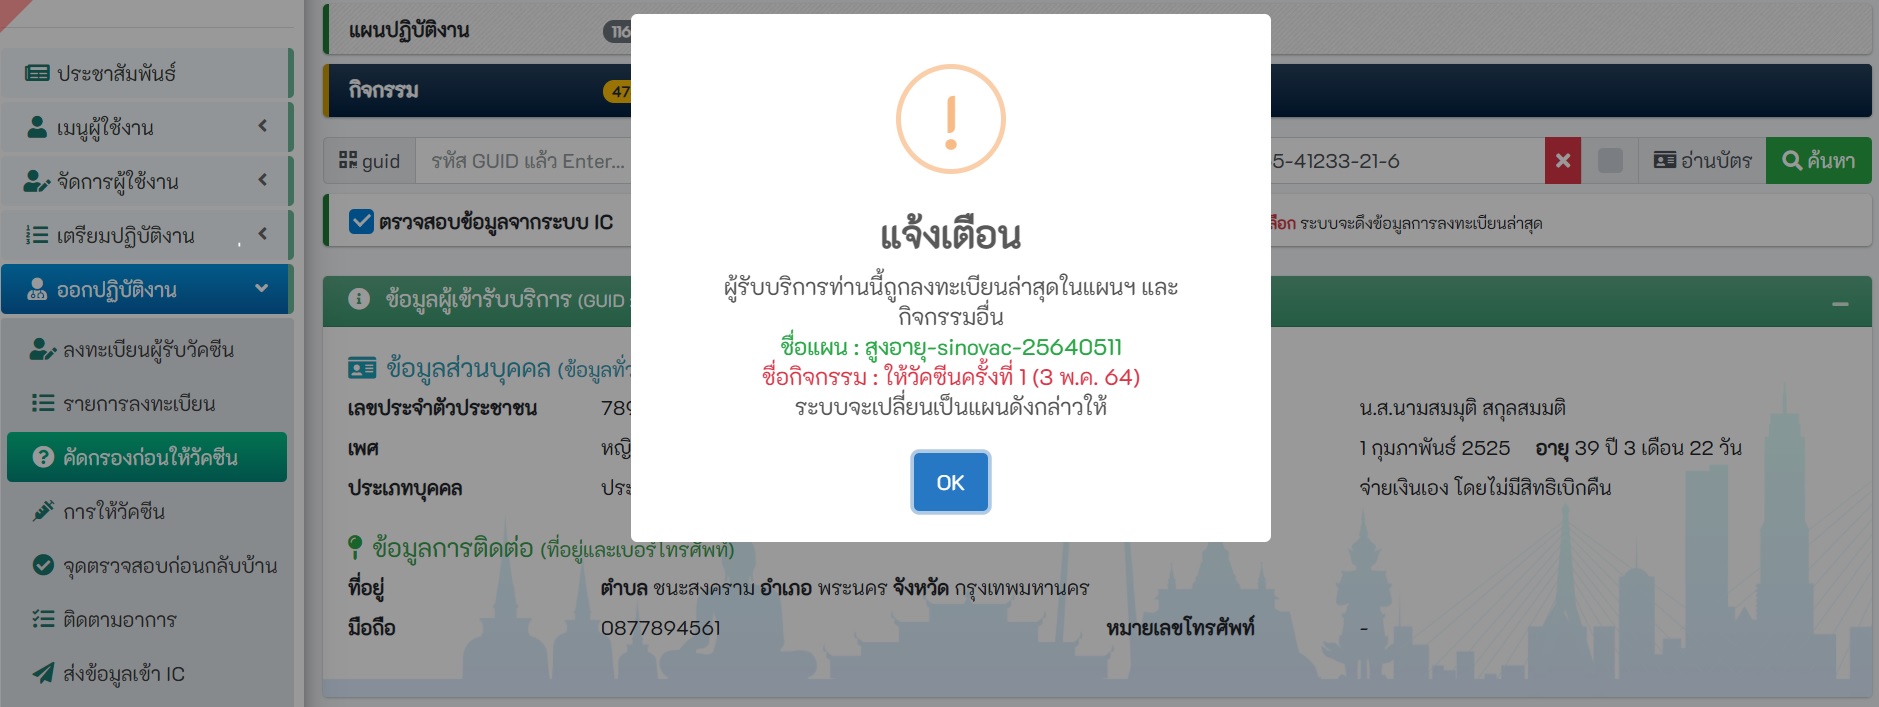 ประชาสัมพันธ์
เมนูผู้ใช้งาน
จัดการผู้ใช้งาน
เตรียมปฏิบัติงาน
ออกปฏิบัติงาน
ลงทะเบียนผู้รับวัคซีน
รายการลงทะเบียน
คัดกรองก่อนให้วัคซีน
การให้วัคซีน
จุดตรวจสอบก่อนกลับบ้าน
ติดตามอาการ
ส่งข้อมูลเข้า IC
แผนปฏิบัติงาน 116
กิจกรรม 47
guid รหัส GUID แล้ว Enter... 5-41233-21-6 อ่านบัตร ค้นหา
ตรวจสอบข้อมูลจากระบบ IC ระบบจะดึงข้อมูลการลงทะเบียนล่าสุด
ข้อมูลผู้เข้ารับบริการ (GUID :
ข้อมูลส่วนบุคคล (ข้อมูลทั่ว
เลขประจำตัวประชาชน 789 น.ส.นามสมมุติ สกุลสมมติ
เพศ หญิ 1 กุมภาพันธ์ 2525 อายุ 39 ปี 3 เดือน 22 วัน
ประเภทบุคคล ประ จ่ายเงินเอง โดยไม่มีสิทธิเบิกคืน
ข้อมูลการติดต่อ (ที่อยู่และเบอร์โทรศัพท์)
ที่อยู่ ตำบล ชนะสงคราม อำเภอ พระนคร จังหวัด กรุงเทพมหานคร
มือถือ 0877894561 หมายเลขโทรศัพท์ -
แจ้งเตือน
ผู้รับบริการท่านนี้ถูกลงทะเบียนล่าสุดในแผนฯ และ
กิจกรรมอื่น
ชื่อแผน : สูงอายุ-sinovac-25640511
ชื่อกิจกรรม : ให้วัคซีนครั้งที่ 1 (3 พ.ค. 64)
ระบบจะเปลี่ยนเป็นแผนดังกล่าวให้
OK